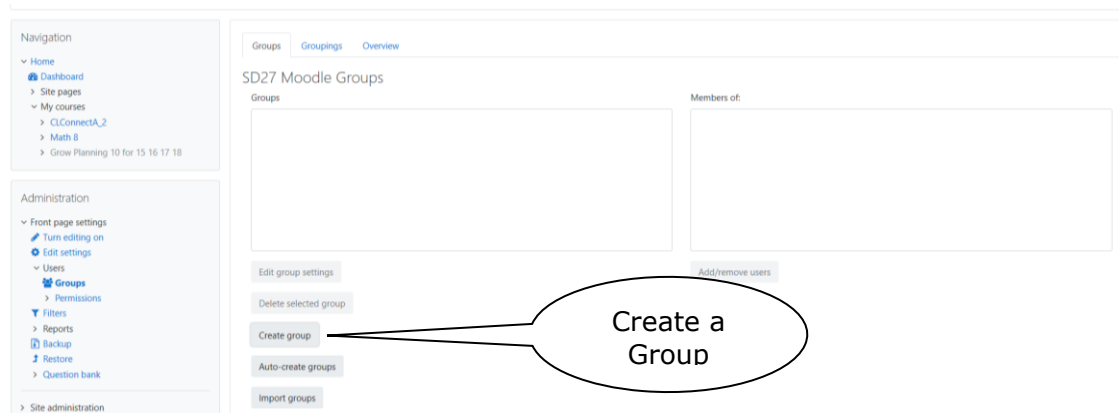 Navigation
Home
Dashboard
Site pages
My courses
CLConnectA_2
Math 8
Grow Planning 10 for 15 16 17 18
Administration
Front page settings
Turn editing on
Edit settings
Users
Groups
Permissions
Filters
Reports
Backup
Restore
Question bank
Site administration
Groups Groupings Overview
SD27 Moodle Groups
Groups
Members of:
Edit group settings
Add/remove users
Delete selected group
Create group
Auto-create groups
Import groups
Create a
Group